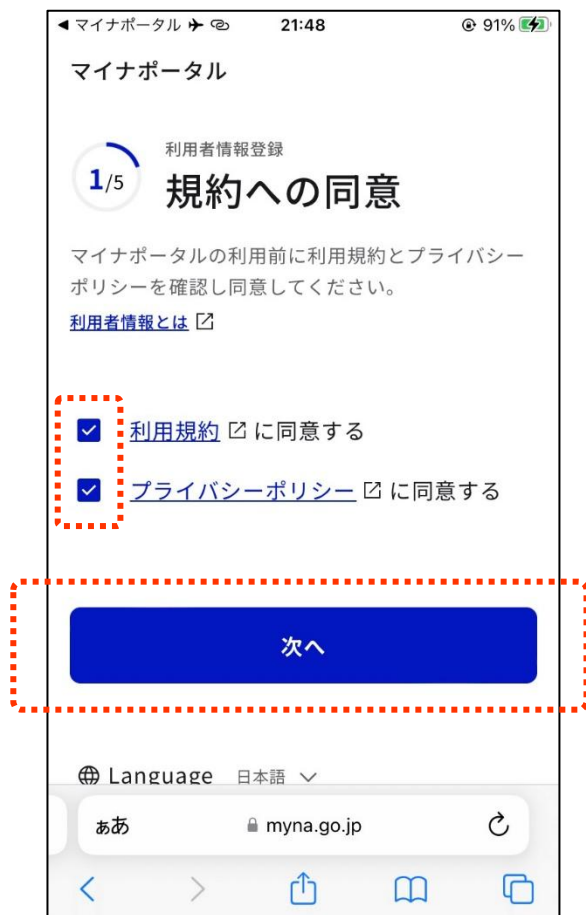 マイナポータル 21:48 91%
マイナポータル
利用者情報登録
1/5
規約への同意
マイナポータルの利用前に利用規約とプライバシー
ポリシーを確認し同意してください。
利用者情報とは
利用規約 に同意する
プライバシーポリシー に同意する
次へ
Language 日本語
ぁあ myna.go.jp